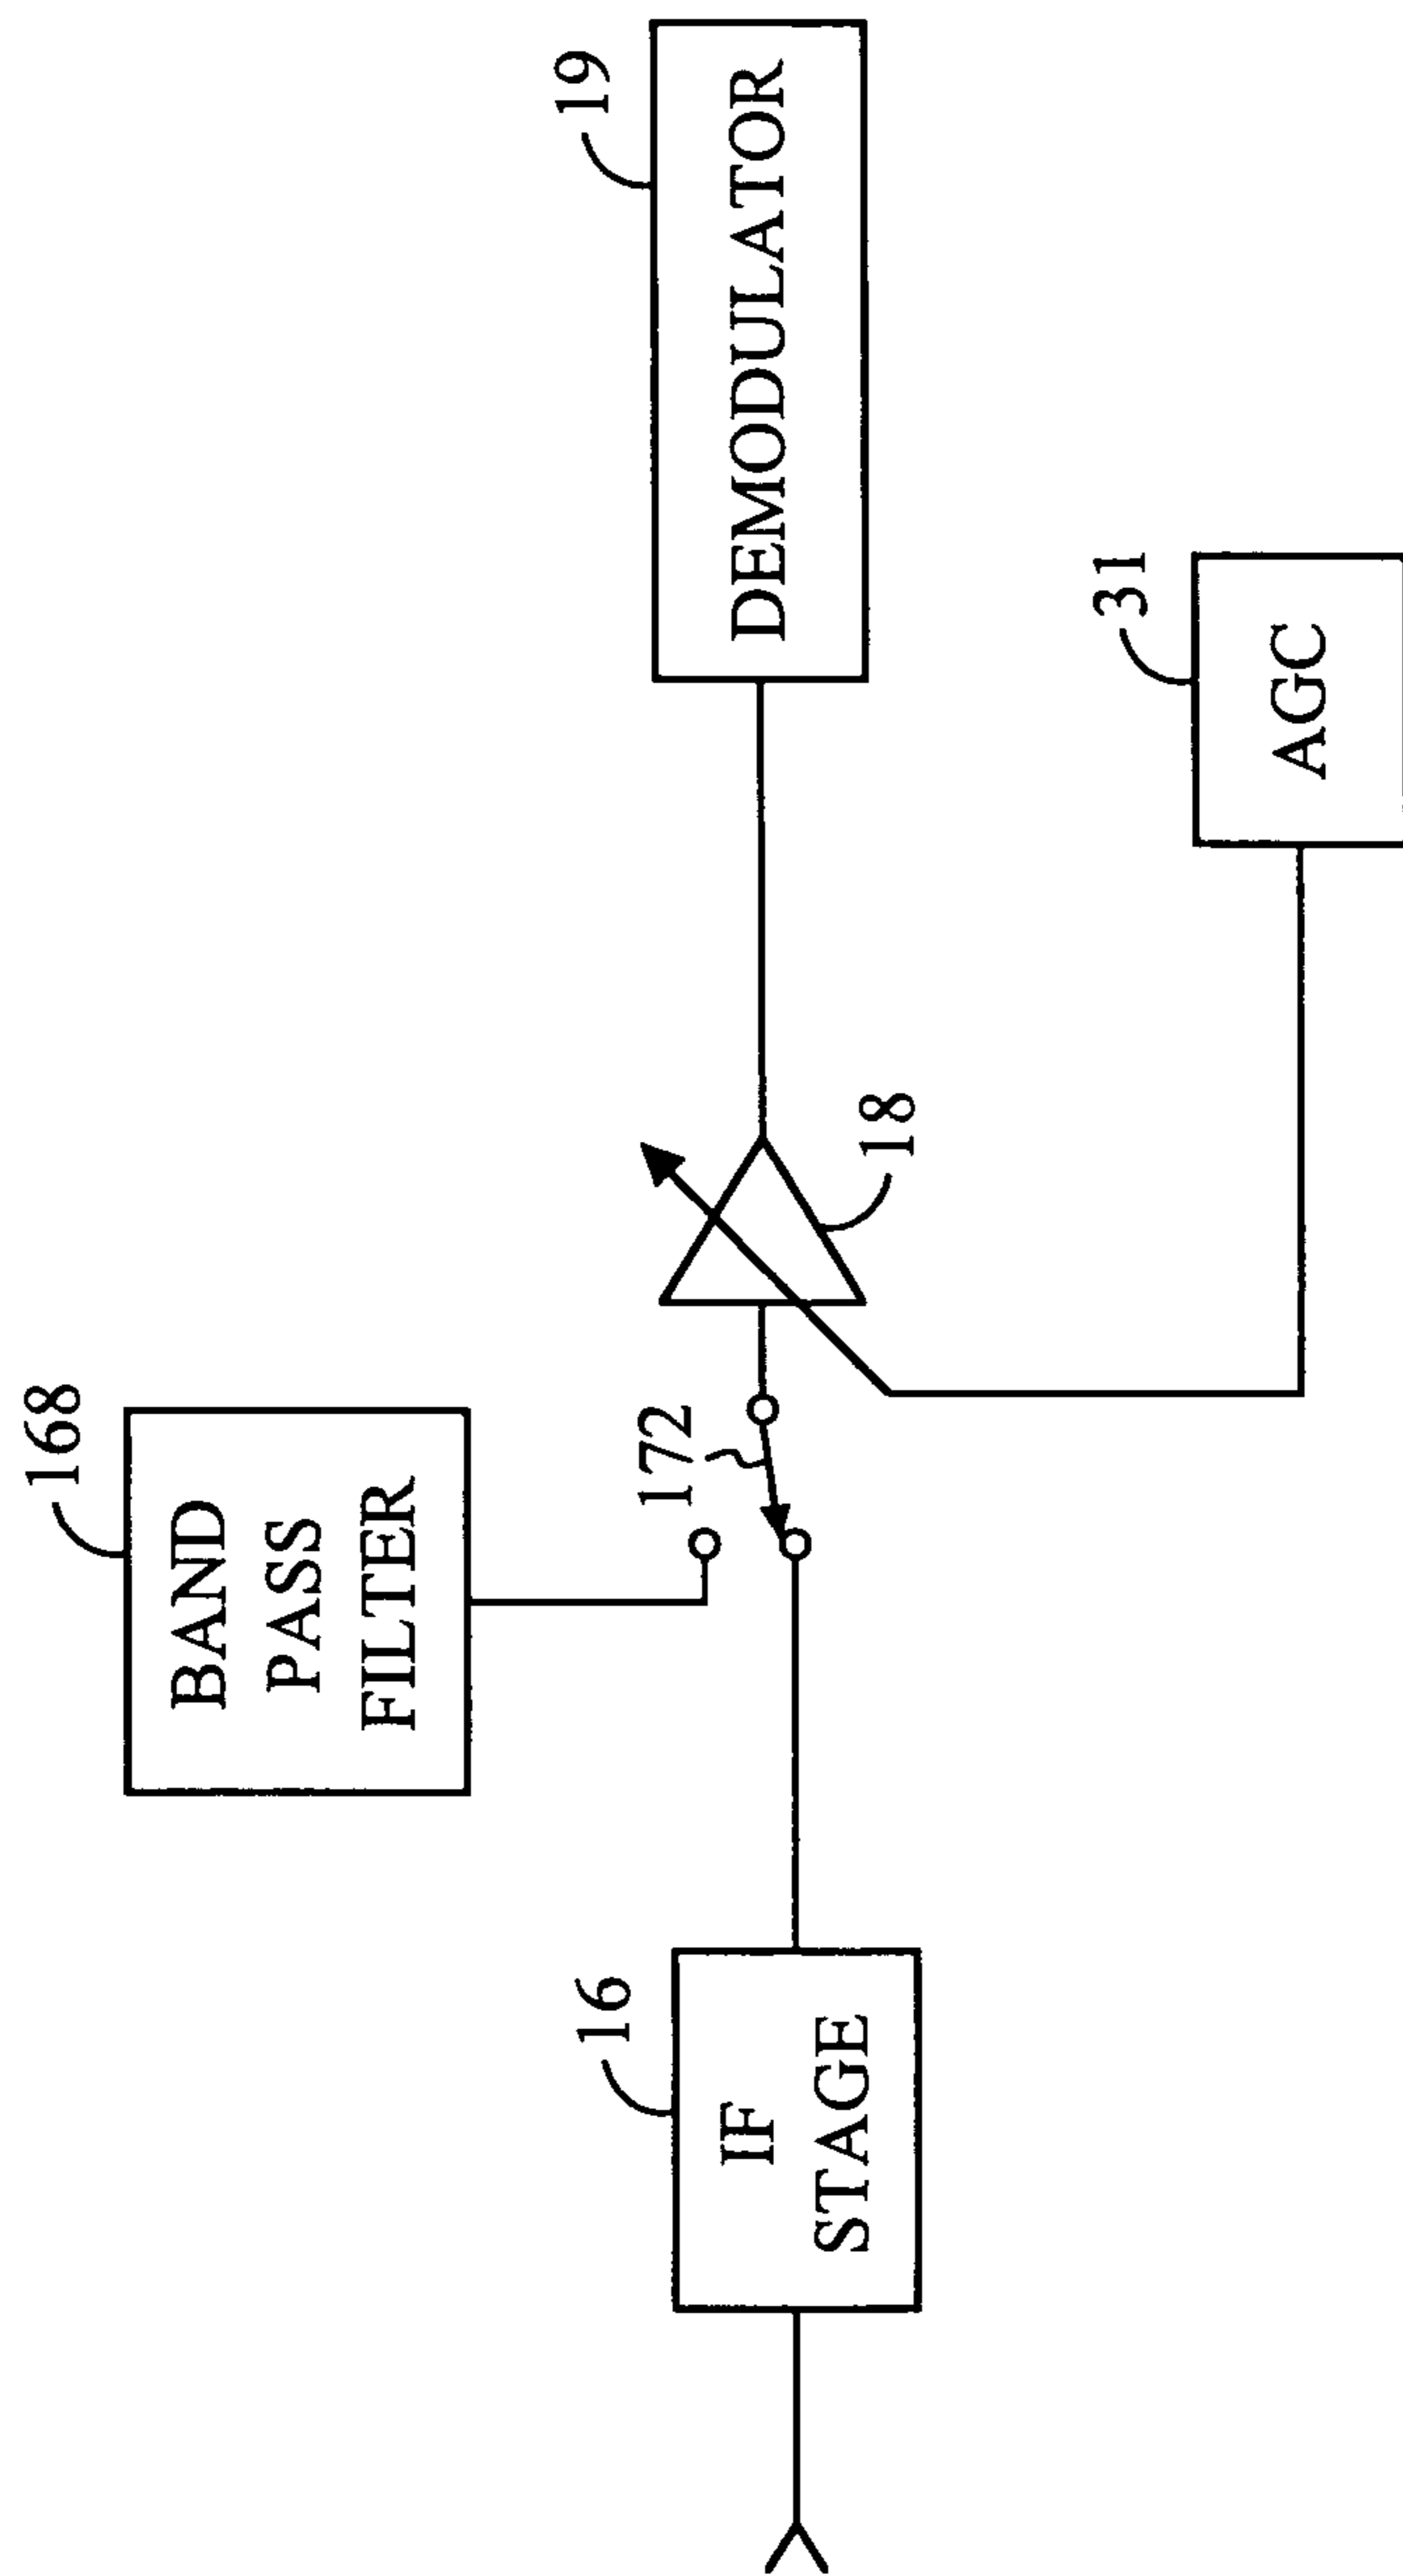 168
BAND
PASS
FILTER
16
IF
STAGE
172
18
19
DEMODULATOR
31
AGC